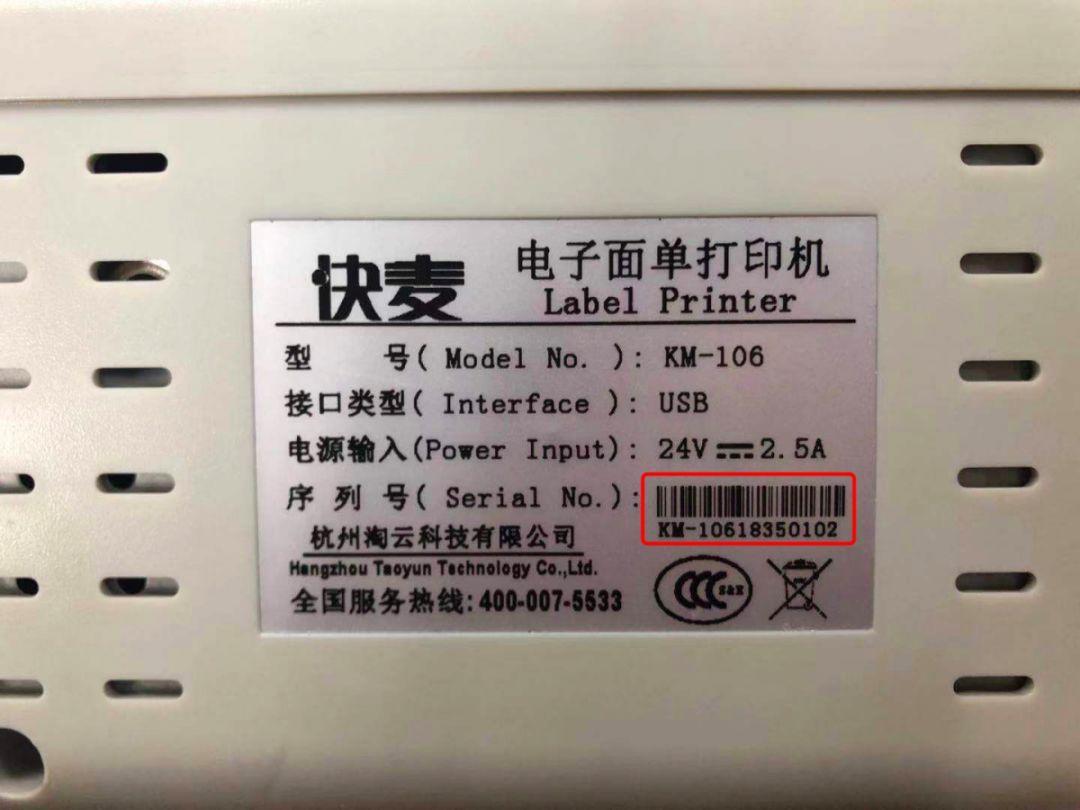 快麦
电子面单打印机
Label Printer
型 号( Model No. ): KM-106
接口类型( Interface ): USB
电源输入(Power Input): 24V 2.5A
序 列 号( Serial No.):
KM-10618350102
杭州淘云科技有限公司
Hangzhou Taoyun Technology Co.,Ltd.
全国服务热线:400-007-5533
CCC S&E